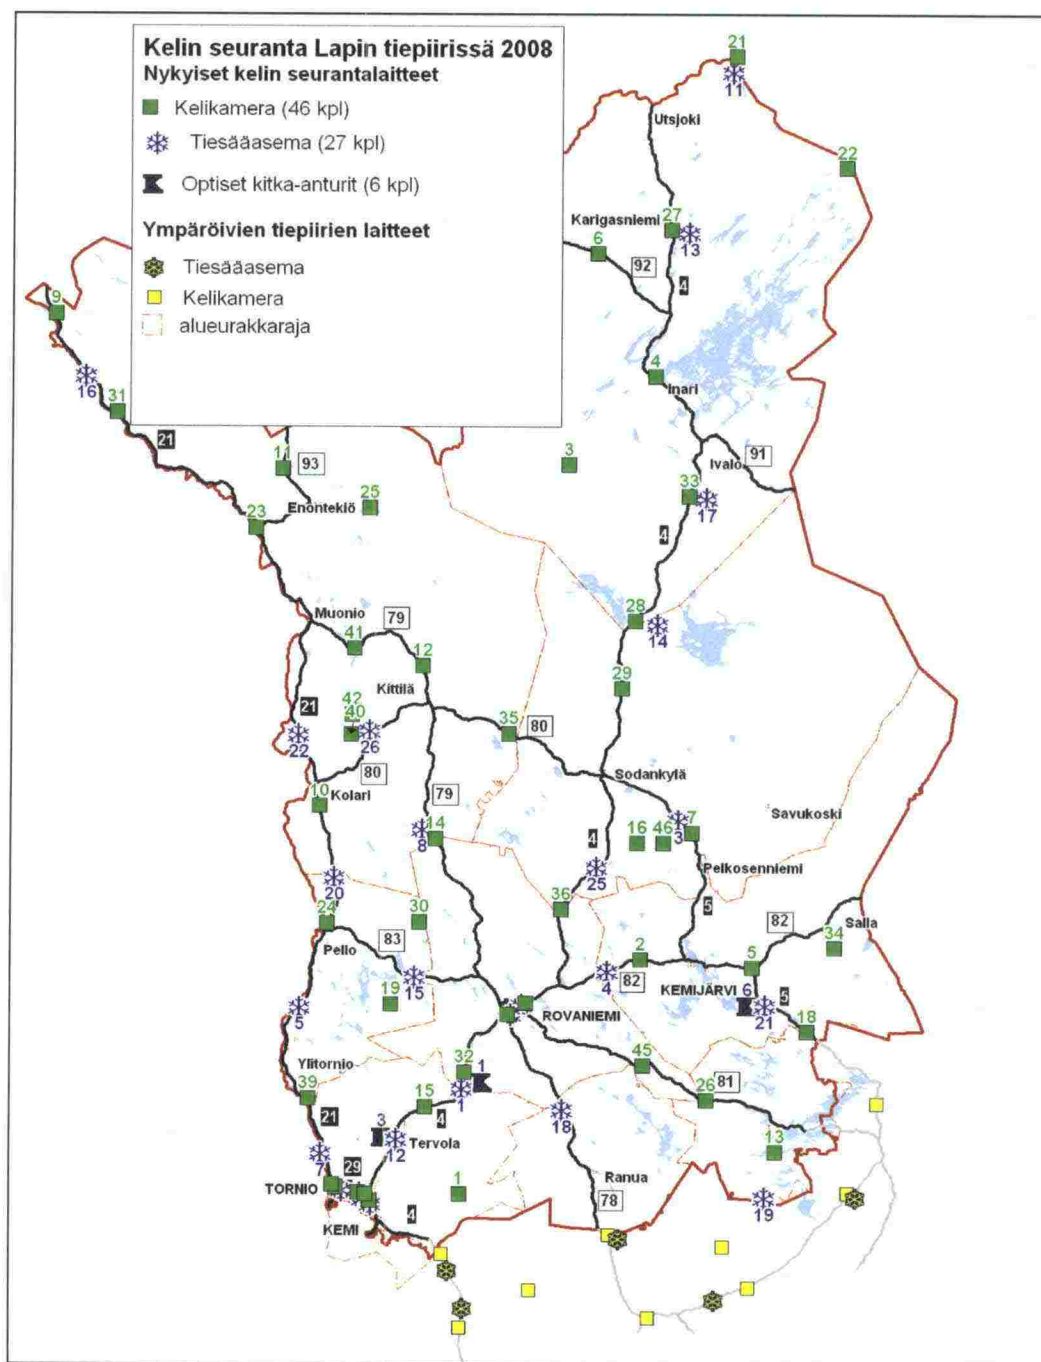 Kelin seuranta Lapin tiepiirissä 2008
Nykyiset kelin seurantalaitteet
Kelikamera (46 kpl)
Tiesääasema (27 kpl)
Optiset kitka-anturit (6 kpl)
Ympäröivien tiepiirien laitteet
Tiesääasema
Kelikamera
alueurakkaraja
21
11
Utsjoki
22
Karigasniemi
27
13
6
92
4
9
16
31
21
4
Inari
11
93
3
Ivalo
91
Enontekiö
25
33
17
23
4
28
14
Muonio
79
41
12
29
Kittilä
21
42
40
22
26
35
80
80
Sodankylä
10
Kolari
79
Savukoski
14
8
4
16
46
3
7
Pelkosenniemi
20
25
36
5
24
30
82
Salla
34
Pello
83
2
5
15
4
82
KEMIJÄRVI
6
21
5
19
5
ROVANIEMI
18
Ylitornio
32
1
1
45
39
26
81
21
15
4
3
12
Tervola
18
7
13
29
TORNIO
1
Ranua
78
19
KEMI
4